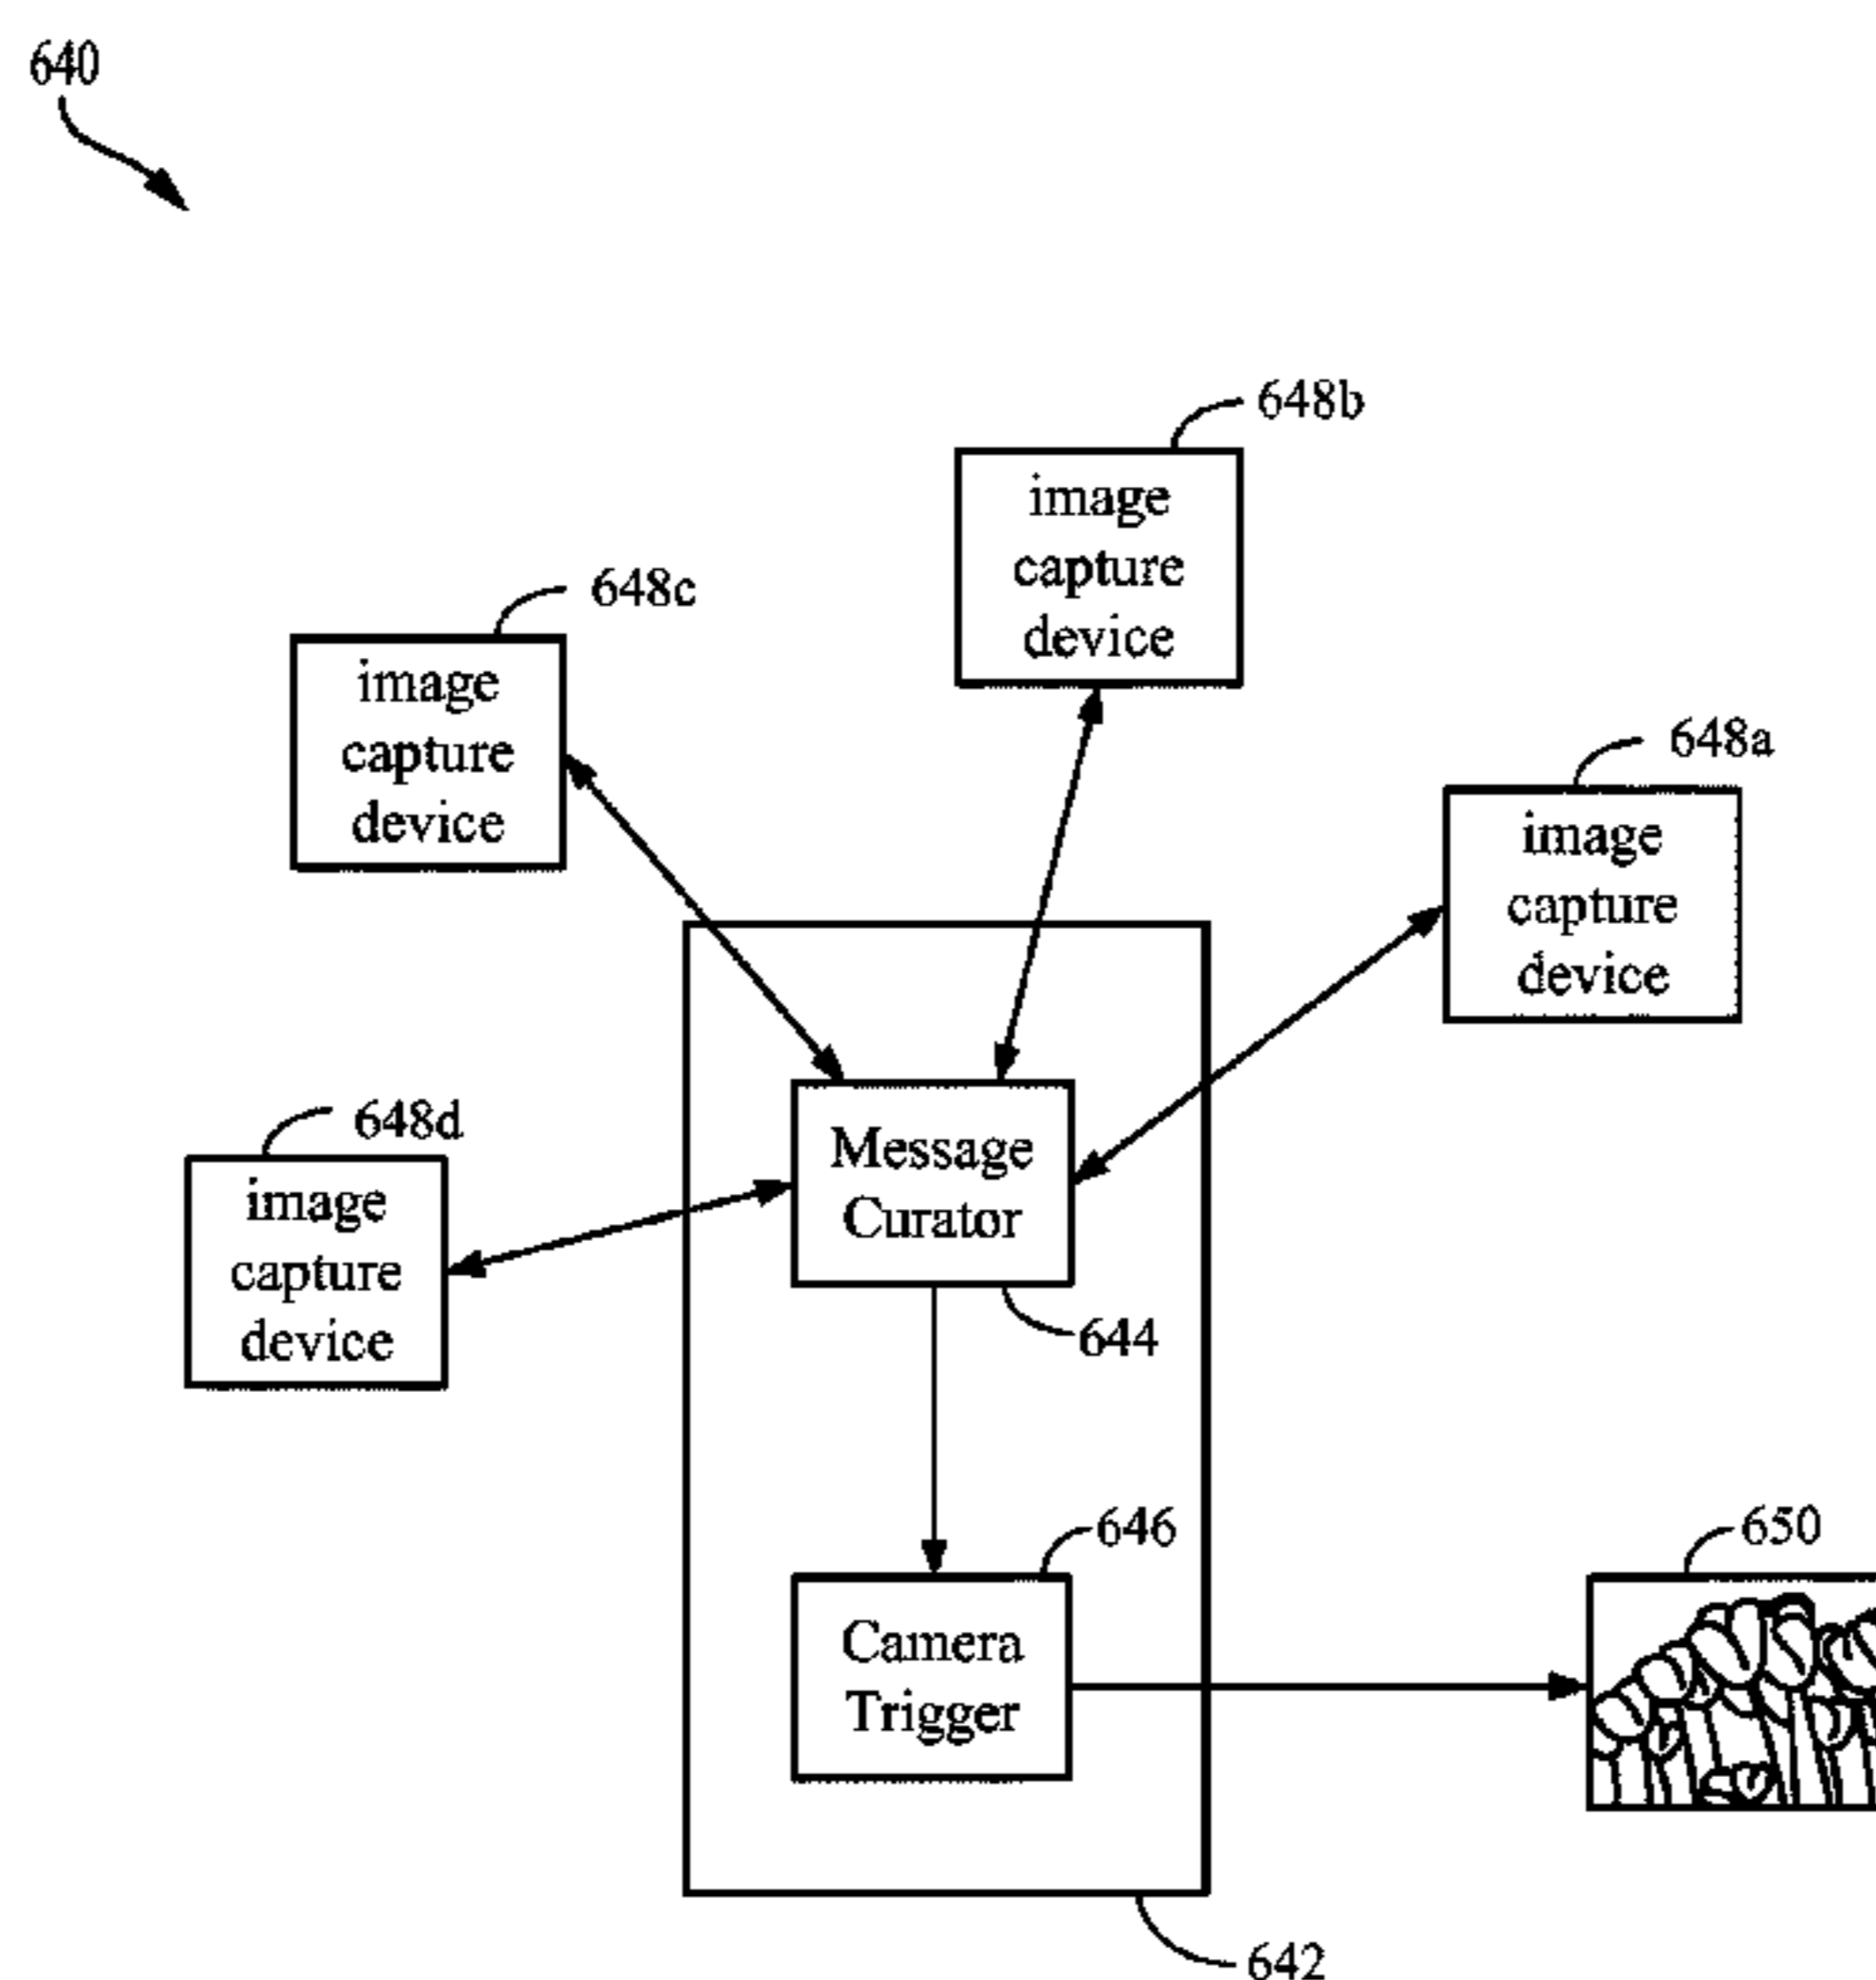 640
648b
image
capture
device
648c
image
capture
device
648a
image
capture
device
648d
image
capture
device
Message
Curator
644
646
Camera
Trigger
650
642